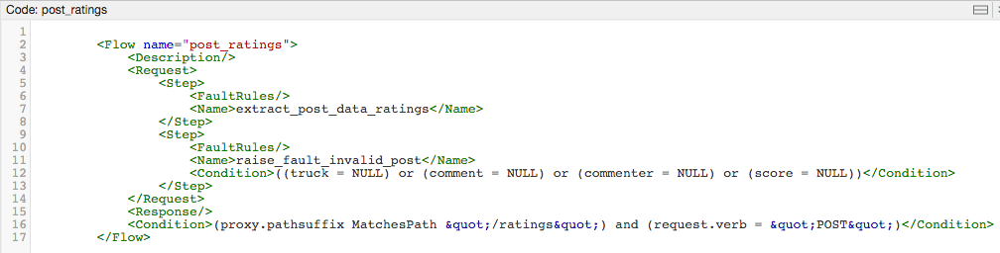 Code: post_ratings
1
2 <Flow name="post_ratings">
3 <Description/>
4 <Request>
5 <Step>
6 <FaultRules/>
7 <Name>extract_post_data_ratings</Name>
8 </Step>
9 <Step>
10 <FaultRules/>
11 <Name>raise_fault_invalid_post</Name>
12 <Condition>((truck = NULL) or (comment = NULL) or (commenter = NULL) or (score = NULL))</Condition>
13 </Step>
14 </Request>
15 <Response/>
16 <Condition>(proxy.pathsuffix MatchesPath &quot;/ratings&quot;) and (request.verb = &quot;POST&quot;)</Condition>
17 </Flow>